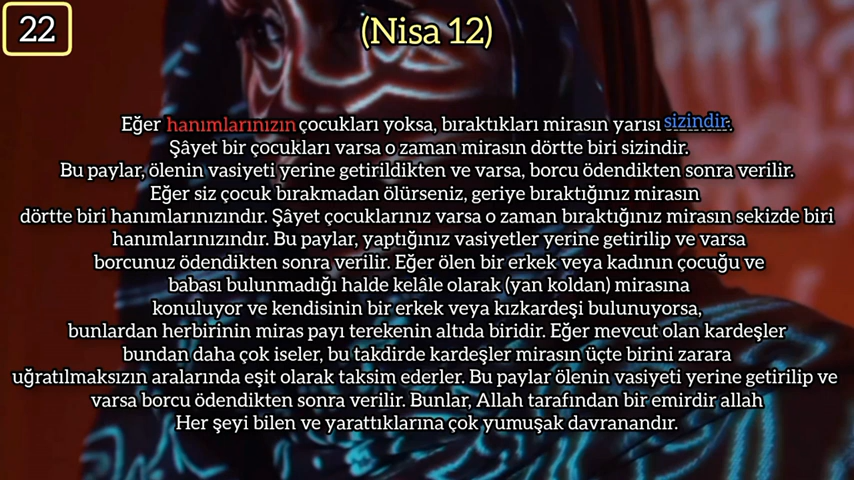 22
(Nisa 12)
Eğer hanımlarınızın çocukları yoksa, bıraktıkları mirasın yarısı sizindir.
Şâyet bir çocukları varsa o zaman mirasın dörtte biri sizindir.
Bu paylar, ölenin vasiyeti yerine getirildikten ve varsa, borcu ödendikten sonra verilir.
Eğer siz çocuk bırakmadan ölürseniz, geriye bıraktığınız mirasın
dörtte biri hanımlarınızındır. Şâyet çocuklarınız varsa o zaman bıraktığınız mirasın sekizde biri
hanımlarınızındır. Bu paylar, yaptığınız vasiyetler yerine getirilip ve varsa
borcunuz ödendikten sonra verilir. Eğer ölen bir erkek veya kadının çocuğu ve
babası bulunmadığı halde kelâle olarak (yan koldan) mirasına
konuluyor ve kendisinin bir erkek veya kızkardeşi bulunuyorsa,
bunlardan herbirinin miras payı terekenin altıda biridir. Eğer mevcut olan kardeşler
bundan daha çok iseler, bu takdirde kardeşler mirasın üçte birini zarara
uğratılmaksızın aralarında eşit olarak taksim ederler. Bu paylar ölenin vasiyeti yerine getirilip ve
varsa borcu ödendikten sonra verilir. Bunlar, Allah tarafından bir emirdir allah
Her şeyi bilen ve yarattıklarına çok yumuşak davranandır.